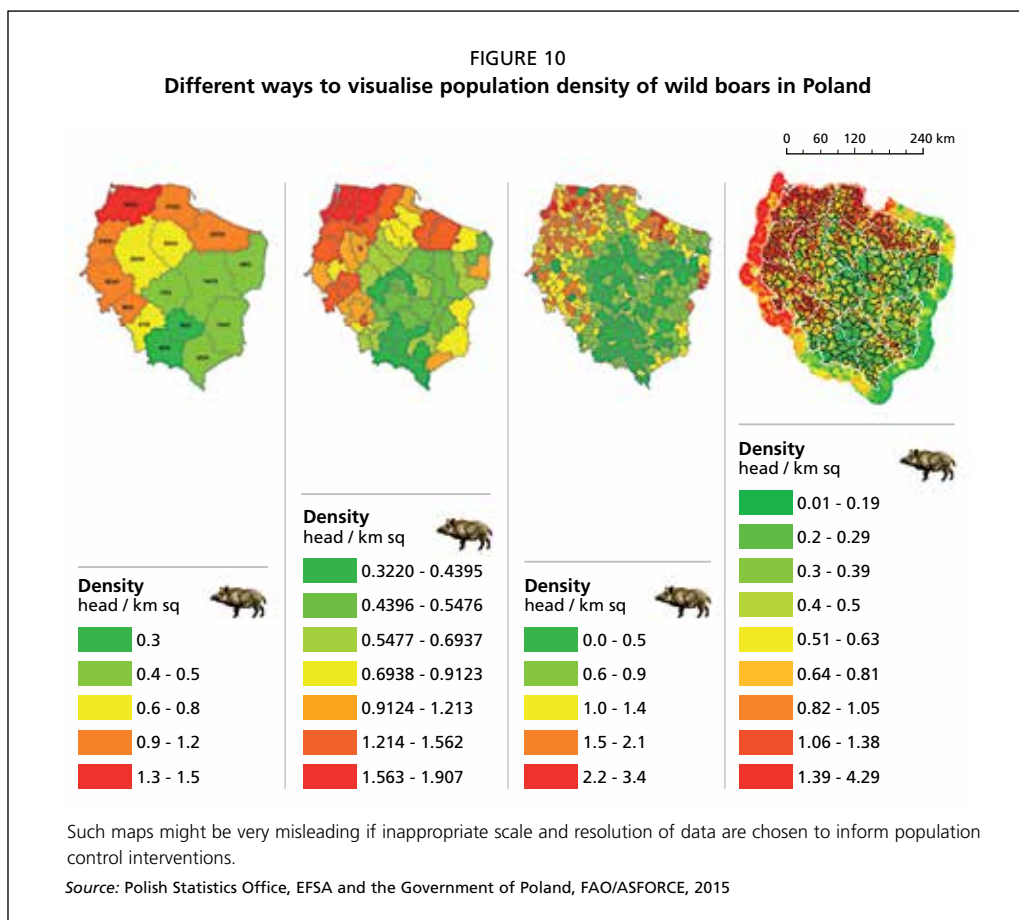 FIGURE 10
Different ways to visualise population density of wild boars in Poland
0 60 120 240 km
Density
head / km sq
0.3
0.4 - 0.5
0.6 - 0.8
0.9 - 1.2
1.3 - 1.5
Density
head / km sq
0.3220 - 0.4395
0.4396 - 0.5476
0.5477 - 0.6937
0.6938 - 0.9123
0.9124 - 1.213
1.214 - 1.562
1.563 - 1.907
Density
head / km sq
0.0 - 0.5
0.6 - 0.9
1.0 - 1.4
1.5 - 2.1
2.2 - 3.4
Density
head / km sq
0.01 - 0.19
0.2 - 0.29
0.3 - 0.39
0.4 - 0.5
0.51 - 0.63
0.64 - 0.81
0.82 - 1.05
1.06 - 1.38
1.39 - 4.29
Such maps might be very misleading if inappropriate scale and resolution of data are chosen to inform population
control interventions.
Source: Polish Statistics Office, EFSA and the Government of Poland, FAO/ASFORCE, 2015